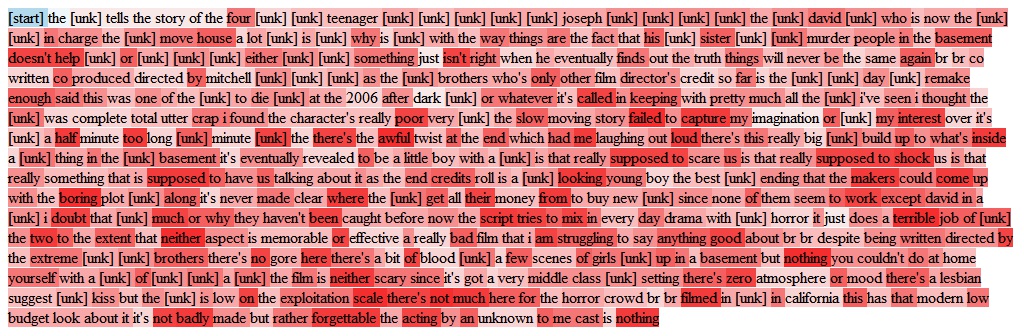 [start] the [unk] tells the story of the four [unk] [unk] teenager [unk] [unk] [unk] [unk] [unk] joseph [unk] [unk] [unk] [unk] the [unk] david [unk] who is now the [unk]
[unk] in charge the [unk] move house a lot [unk] is [unk] why is [unk] with the way things are the fact that his [unk] sister [unk] [unk] murder people in the basement
doesn't help [unk] or [unk] [unk] [unk] either [unk] [unk] something just isn't right when he eventually finds out the truth things will never be the same again br br co
written co produced directed by mitchell [unk] [unk] [unk] as the [unk] brothers who's only other film director's credit so far is the [unk] [unk] day [unk] remake
enough said this was one of the [unk] to die [unk] at the 2006 after dark [unk] or whatever it's called in keeping with pretty much all the [unk] i've seen i thought the
[unk] was complete total utter crap i found the character's really poor very [unk] the slow moving story failed to capture my imagination or [unk] my interest over it's
[unk] a half minute too long [unk] minute [unk] the there's the awful twist at the end which had me laughing out loud there's this really big [unk] build up to what's inside
a [unk] thing in the [unk] basement it's eventually revealed to be a little boy with a [unk] is that really supposed to scare us is that really supposed to shock us is that
really something that is supposed to have us talking about it as the end credits roll is a [unk] looking young boy the best [unk] ending that the makers could come up
with the boring plot [unk] along it's never made clear where the [unk] get all their money from to buy new [unk] since none of them seem to work except david in a
[unk] i doubt that [unk] much or why they haven't been caught before now the script tries to mix in every day drama with [unk] horror it just does a terrible job of [unk]
the two to the extent that neither aspect is memorable or effective a really bad film that i am struggling to say anything good about br br despite being written directed by
the extreme [unk] [unk] brothers there's no gore here there's a bit of blood [unk] a few scenes of girls [unk] up in a basement but nothing you couldn't do at home
yourself with a [unk] of [unk] [unk] a [unk] the film is neither scary since it's got a very middle class [unk] setting there's zero atmosphere or mood there's a lesbian
suggest [unk] kiss but the [unk] is low on the exploitation scale there's not much here for the horror crowd br br filmed in [unk] in california this has that modern low
budget look about it it's not badly made but rather forgettable the acting by an unknown to me cast is nothing